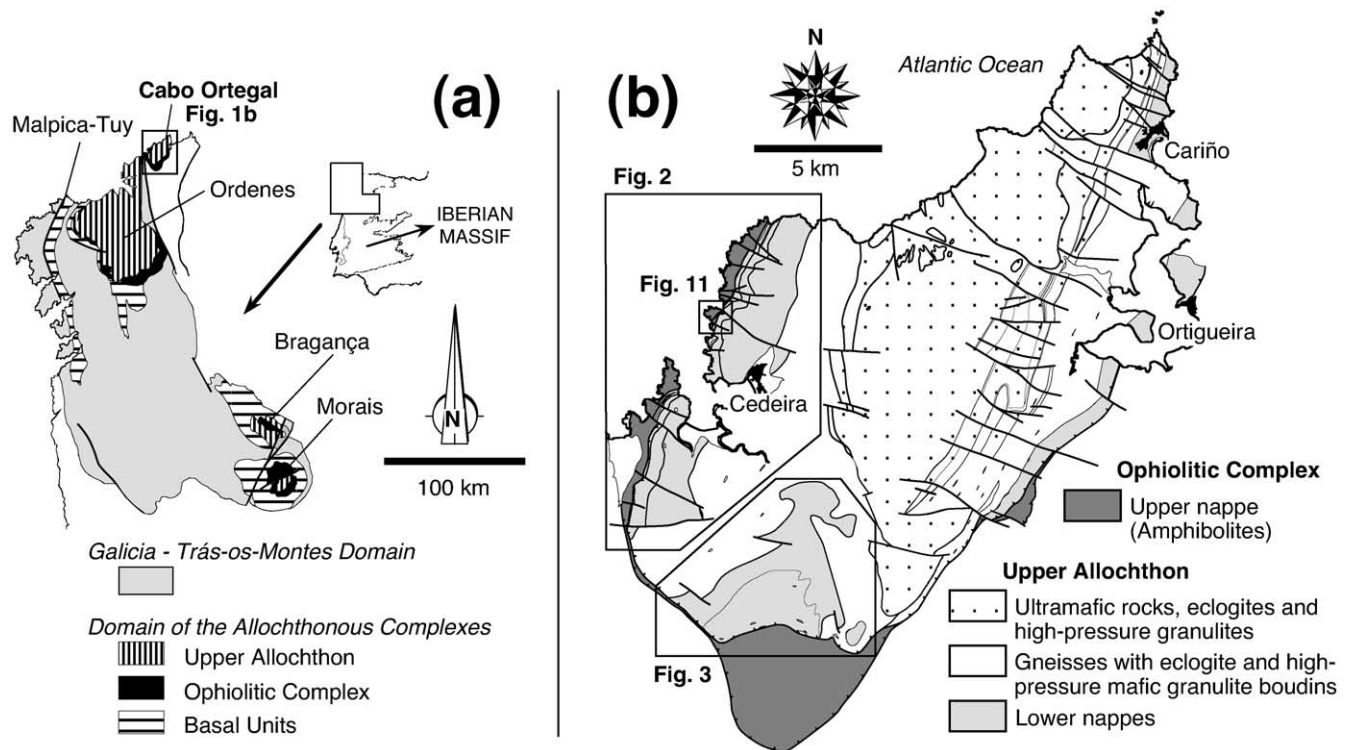 (a)
Cabo Ortegal
Fig. 1b
Malpica-Tuy
Ordenes
IBERIAN
MASSIF
Bragança
Morais
N
100 km
Galicia - Trás-os-Montes Domain
Domain of the Allochthonous Complexes
Upper Allochthon
Ophiolitic Complex
Basal Units
(b)
N
Atlantic Ocean
5 km
Cariño
Fig. 2
Fig. 11
Ortigueira
Cedeira
Fig. 3
Ophiolitic Complex
Upper nappe
(Amphibolites)
Upper Allochthon
Ultramafic rocks, eclogites and
high-pressure granulites
Gneisses with eclogite and high-
pressure mafic granulite boudins
Lower nappes